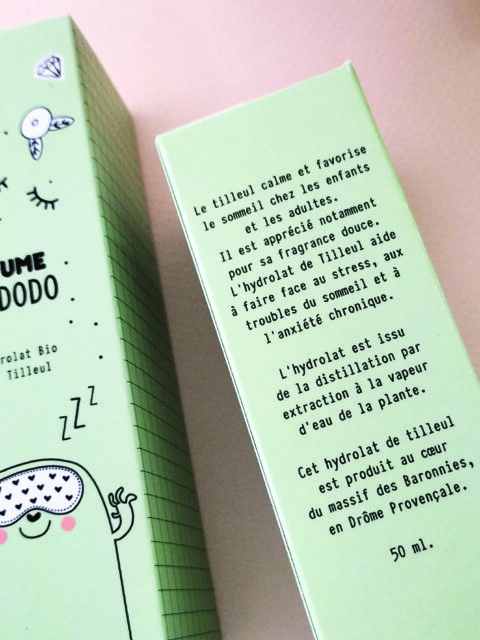 UME
DODO
rolat Bio
Tilleul
zzz
Le tilleul calme et favorise
le sommeil chez les enfants
et les adultes.
Il est apprécié notamment
pour sa fragrance douce.
L'hydrolat de Tilleul aide
à faire face au stress, aux
troubles du sommeil et à
l'anxiété chronique.
L'hydrolat est issu
de la distillation par
extraction à la vapeur
d'eau de la plante.
Cet hydrolat de tilleul
est produit au cœur
du massif des Baronnies,
en Drôme Provençale.
50 ml.